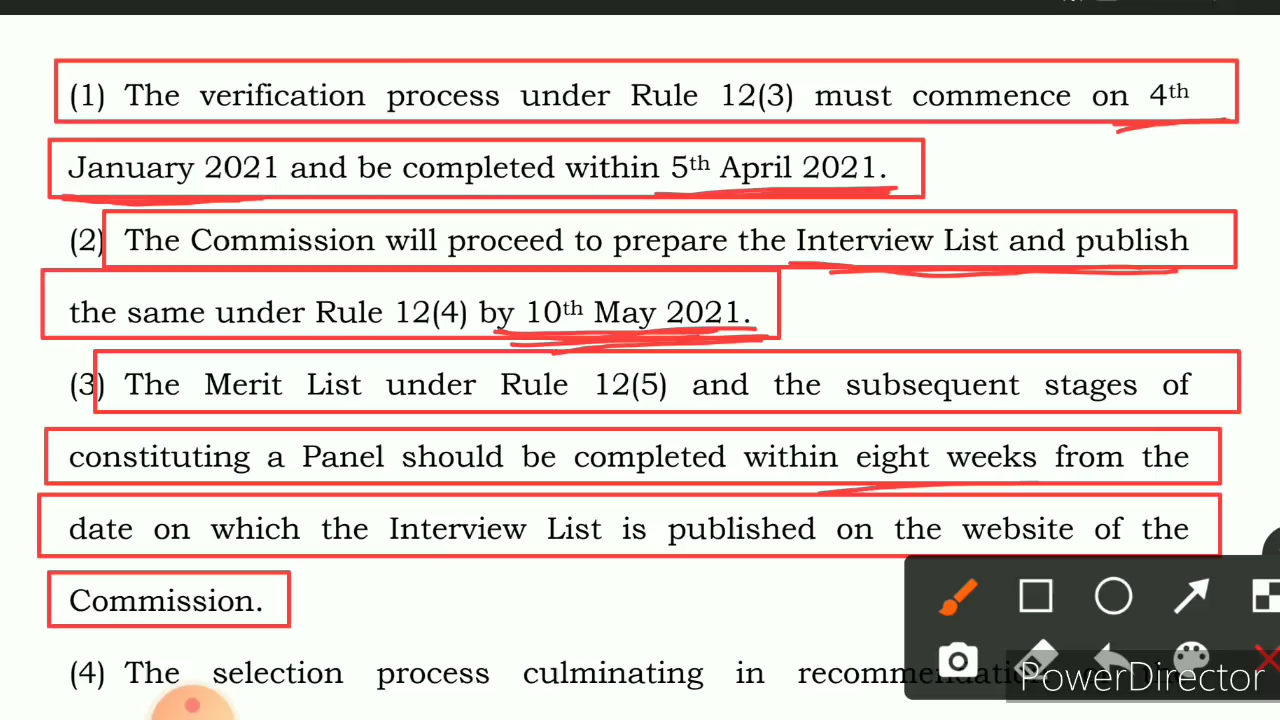 (1) The verification process under Rule 12(3) must commence on 4th
January 2021 and be completed within 5th April 2021.
(2) The Commission will proceed to prepare the Interview List and publish
the same under Rule 12(4) by 10th May 2021.
(3) The Merit List under Rule 12(5) and the subsequent stages of
constituting a Panel should be completed within eight weeks from the
date on which the Interview List is published on the website of the
Commission.
(4) The selection process culminating in
PowerDirector